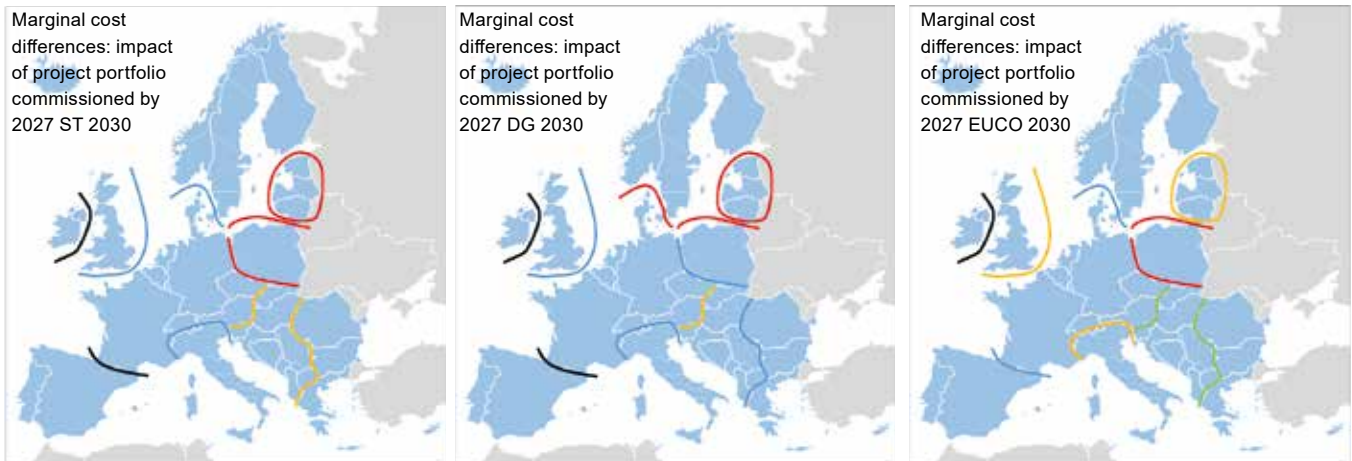 Marginal cost
differences: impact
of project portfolio
commissioned by
2027 ST 2030
Marginal cost
differences: impact
of project portfolio
commissioned by
2027 DG 2030
Marginal cost
differences: impact
of project portfolio
commissioned by
2027 EUCO 2030